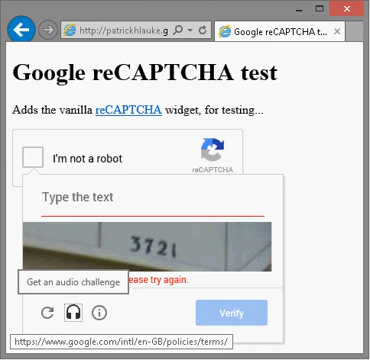 http://patrickhlauke.g
Google reCAPTCHA t...
Google reCAPTCHA test
Adds the vanilla reCAPTCHA widget, for testing...
I'm not a robot
reCAPTCHA
Type the text
3721
Get an audio challenge
ease try again.
Verify
https://www.google.com/intl/en-GB/policies/terms/